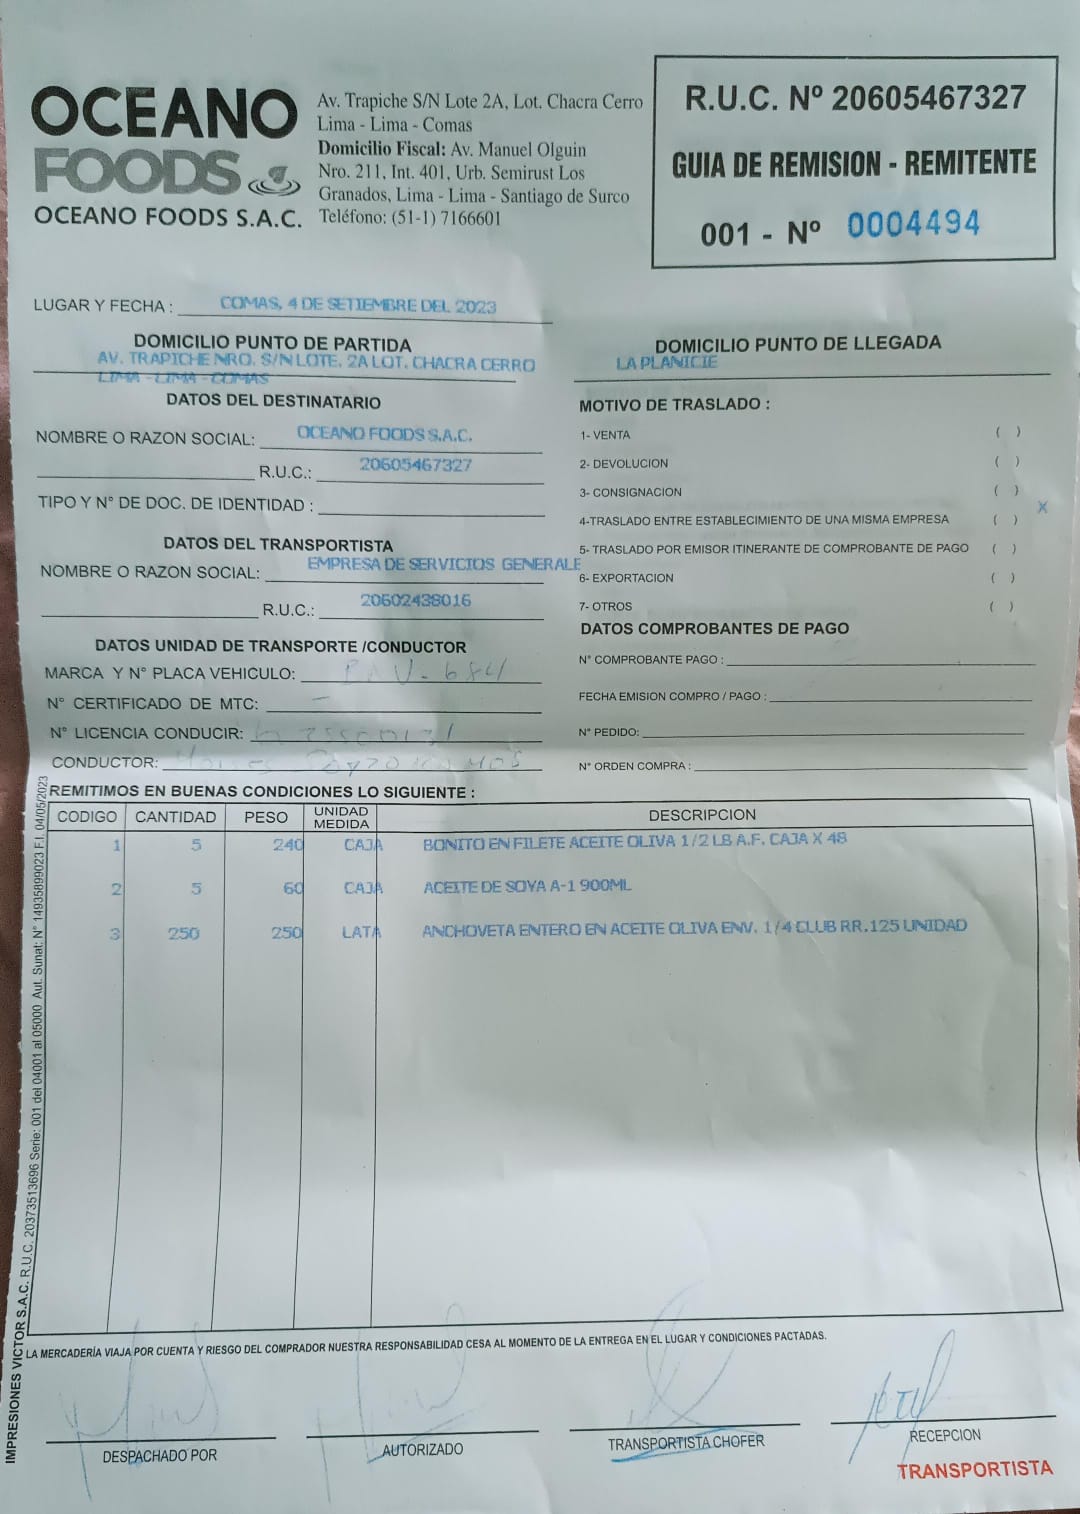 OCEANO
FOODS
OCEANO FOODS S.A.C.
Av. Trapiche S/N Lote 2A, Lot. Chacra Cerro
Lima - Lima - Comas
Domicilio Fiscal: Av. Manuel Olguin
Nro. 211, Int. 401, Urb. Semirust Los
Granados, Lima - Lima - Santiago de Surco
Teléfono: (51-1) 7166601
R.U.C. Nº 20605467327
GUIA DE REMISION - REMITENTE
001 - Nº 0004494
LUGAR Y FECHA : COMAS, 4 DE SETIEMBRE DEL 2023
DOMICILIO PUNTO DE PARTIDA
AV. TRAPICHE NRO. S/N LOTE. 2A LOT. CHACRA CERRO
LIMA - LIMA - COMAS
DOMICILIO PUNTO DE LLEGADA
LA PLANICIE
DATOS DEL DESTINATARIO
NOMBRE O RAZON SOCIAL: OCEANO FOODS S.A.C.
R.U.C.: 20605467327
TIPO Y N° DE DOC. DE IDENTIDAD :
DATOS DEL TRANSPORTISTA
NOMBRE O RAZON SOCIAL: EMPRESA DE SERVICIOS GENERALE
R.U.C.: 20602438016
DATOS UNIDAD DE TRANSPORTE /CONDUCTOR
MARCA Y N° PLACA VEHICULO: 684
N° CERTIFICADO DE MTC: -
N° LICENCIA CONDUCIR:
CONDUCTOR: Moises
MOTIVO DE TRASLADO :
1- VENTA ( )
2- DEVOLUCION ( )
3- CONSIGNACION ( )
4-TRASLADO ENTRE ESTABLECIMIENTO DE UNA MISMA EMPRESA ( ) X
5- TRASLADO POR EMISOR ITINERANTE DE COMPROBANTE DE PAGO ( )
6- EXPORTACION ( )
7- OTROS ( )
DATOS COMPROBANTES DE PAGO
N° COMPROBANTE PAGO :
FECHA EMISION COMPRO / PAGO :
N° PEDIDO:
N° ORDEN COMPRA :
REMITIMOS EN BUENAS CONDICIONES LO SIGUIENTE :
CODIGO CANTIDAD PESO UNIDAD MEDIDA DESCRIPCION
1 5 240 CAJA BONITO EN FILETE ACEITE OLIVA 1/2 LB A.F. CAJA X 48
2 5 60 CAJA ACEITE DE SOYA A-1 900ML
3 250 250 LATA ANCHOVETA ENTERO EN ACEITE OLIVA ENV. 1/4 CLUB RR.125 UNIDAD
IMPRESIONES VICTOR S.A.C. R.U.C. 20373513696 Serie: 001 del 04001 al 05000 Aut. Sunat: N° 14935899023 F.I. 04/05/2023
LA MERCADERÍA VIAJA POR CUENTA Y RIESGO DEL COMPRADOR NUESTRA RESPONSABILIDAD CESA AL MOMENTO DE LA ENTREGA EN EL LUGAR Y CONDICIONES PACTADAS.
DESPACHADO POR
AUTORIZADO
TRANSPORTISTA CHOFER
RECEPCION
TRANSPORTISTA